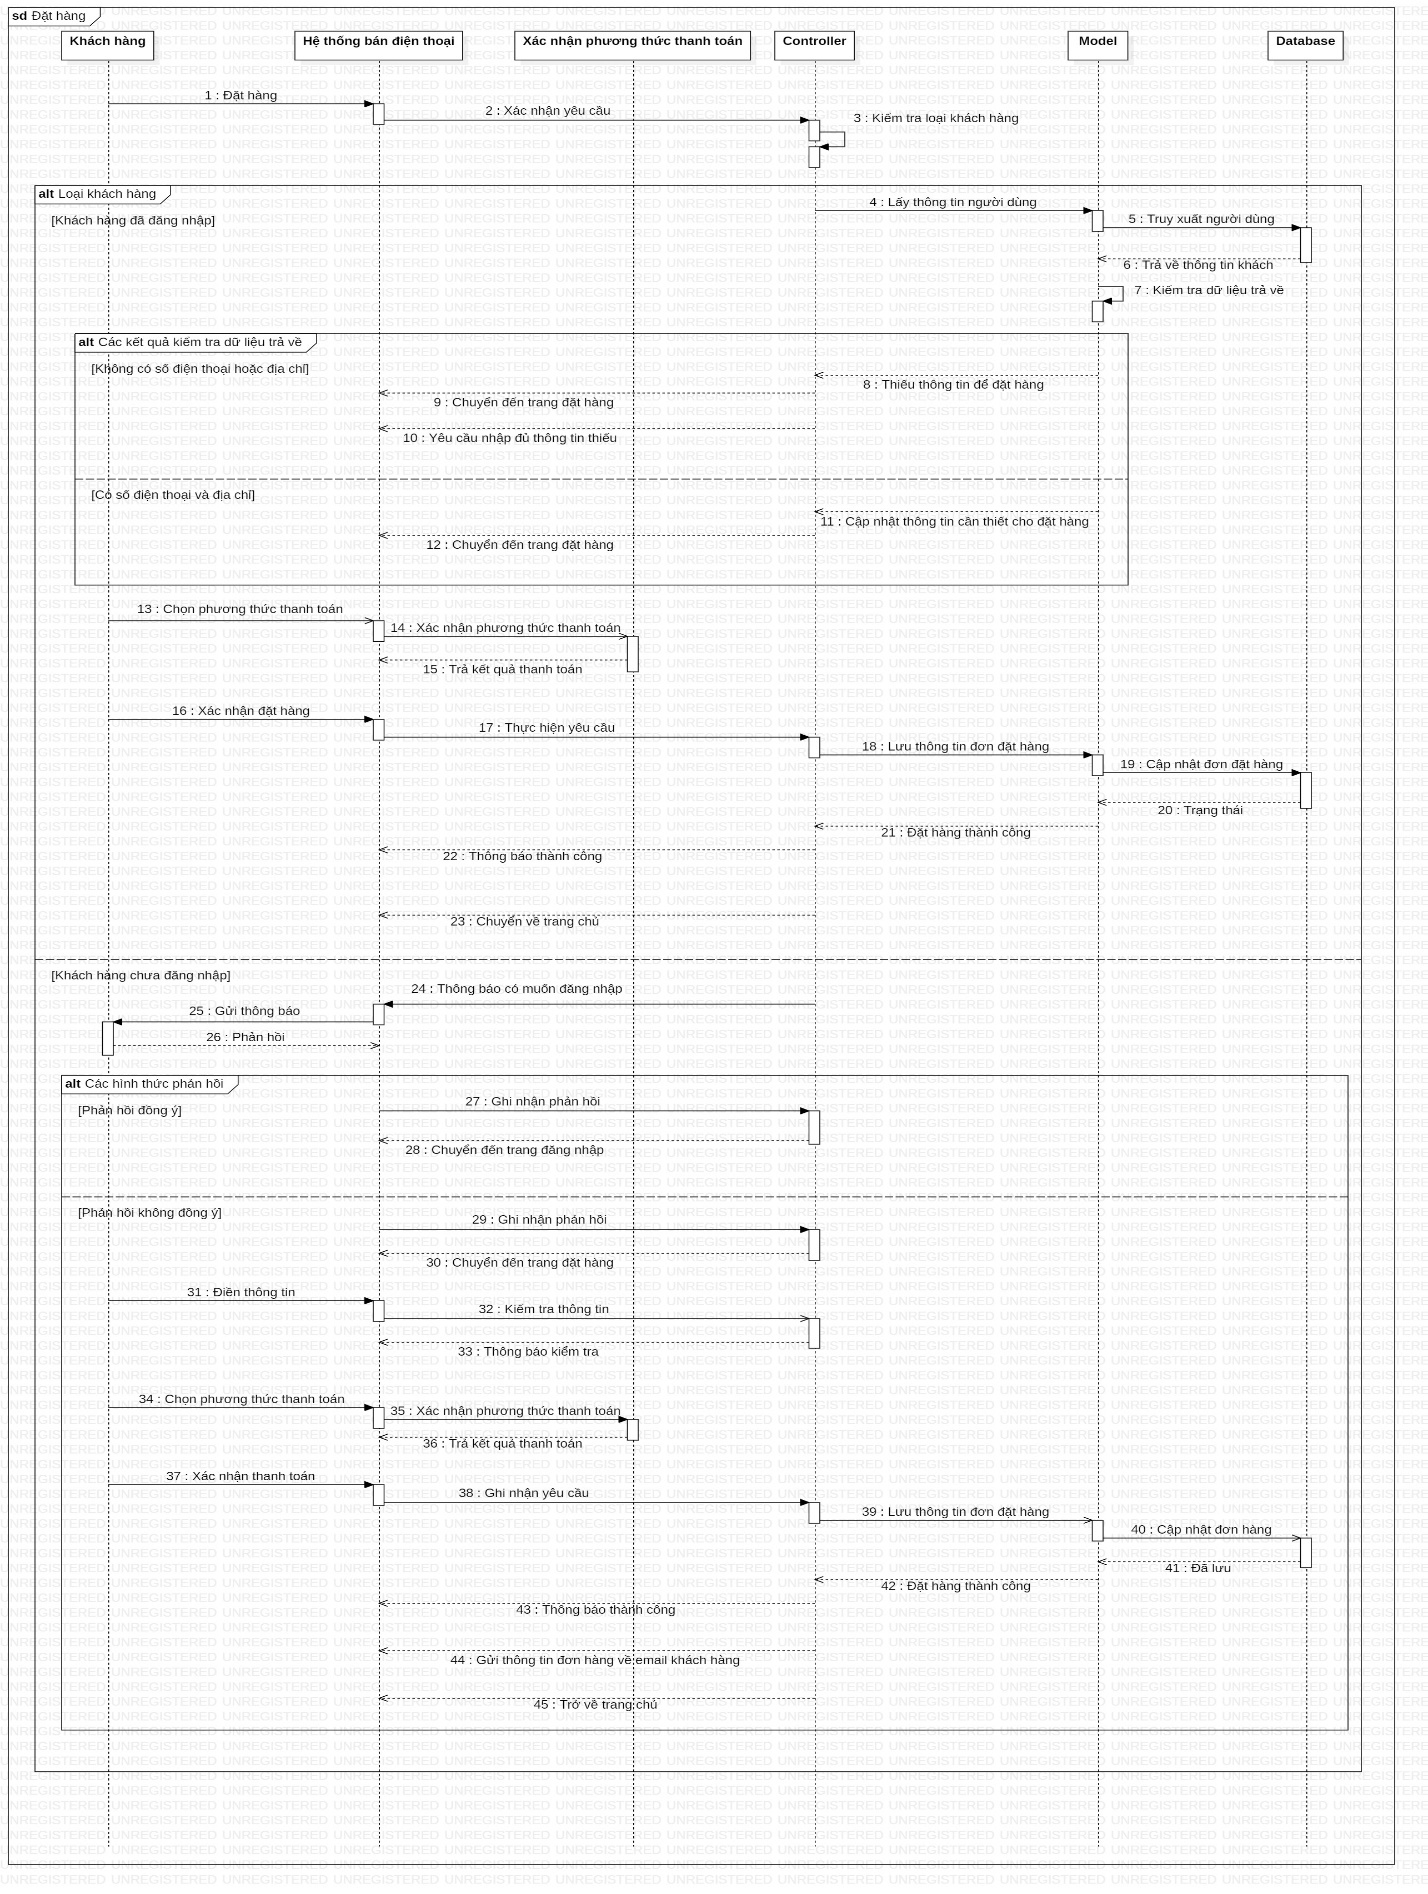 sd Đặt hàng
Khách hàng
Hệ thống bán điện thoại
Xác nhận phương thức thanh toán
Controller
Model
Database
1 : Đặt hàng
2 : Xác nhận yêu cầu
3 : Kiểm tra loại khách hàng
alt Loại khách hàng
[Khách hàng đã đăng nhập]
4 : Lấy thông tin người dùng
5 : Truy xuất người dùng
6 : Trả về thông tin khách
7 : Kiểm tra dữ liệu trả về
alt Các kết quả kiểm tra dữ liệu trả về
[Không có số điện thoại hoặc địa chỉ]
8 : Thiếu thông tin để đặt hàng
9 : Chuyển đến trang đặt hàng
10 : Yêu cầu nhập đủ thông tin thiếu
[Có số điện thoại và địa chỉ]
11 : Cập nhật thông tin cần thiết cho đặt hàng
12 : Chuyển đến trang đặt hàng
13 : Chọn phương thức thanh toán
14 : Xác nhận phương thức thanh toán
15 : Trả kết quả thanh toán
16 : Xác nhận đặt hàng
17 : Thực hiện yêu cầu
18 : Lưu thông tin đơn đặt hàng
19 : Cập nhật đơn đặt hàng
20 : Trạng thái
21 : Đặt hàng thành công
22 : Thông báo thành công
23 : Chuyển về trang chủ
[Khách hàng chưa đăng nhập]
24 : Thông báo có muốn đăng nhập
25 : Gửi thông báo
26 : Phản hồi
alt Các hình thức phản hồi
[Phản hồi đồng ý]
27 : Ghi nhận phản hồi
28 : Chuyển đến trang đăng nhập
[Phản hồi không đồng ý]
29 : Ghi nhận phản hồi
30 : Chuyển đến trang đặt hàng
31 : Điền thông tin
32 : Kiểm tra thông tin
33 : Thông báo kiểm tra
34 : Chọn phương thức thanh toán
35 : Xác nhận phương thức thanh toán
36 : Trả kết quả thanh toán
37 : Xác nhận thanh toán
38 : Ghi nhận yêu cầu
39 : Lưu thông tin đơn đặt hàng
40 : Cập nhật đơn hàng
41 : Đã lưu
42 : Đặt hàng thành công
43 : Thông báo thành công
44 : Gửi thông tin đơn hàng về email khách hàng
45 : Trở về trang chủ